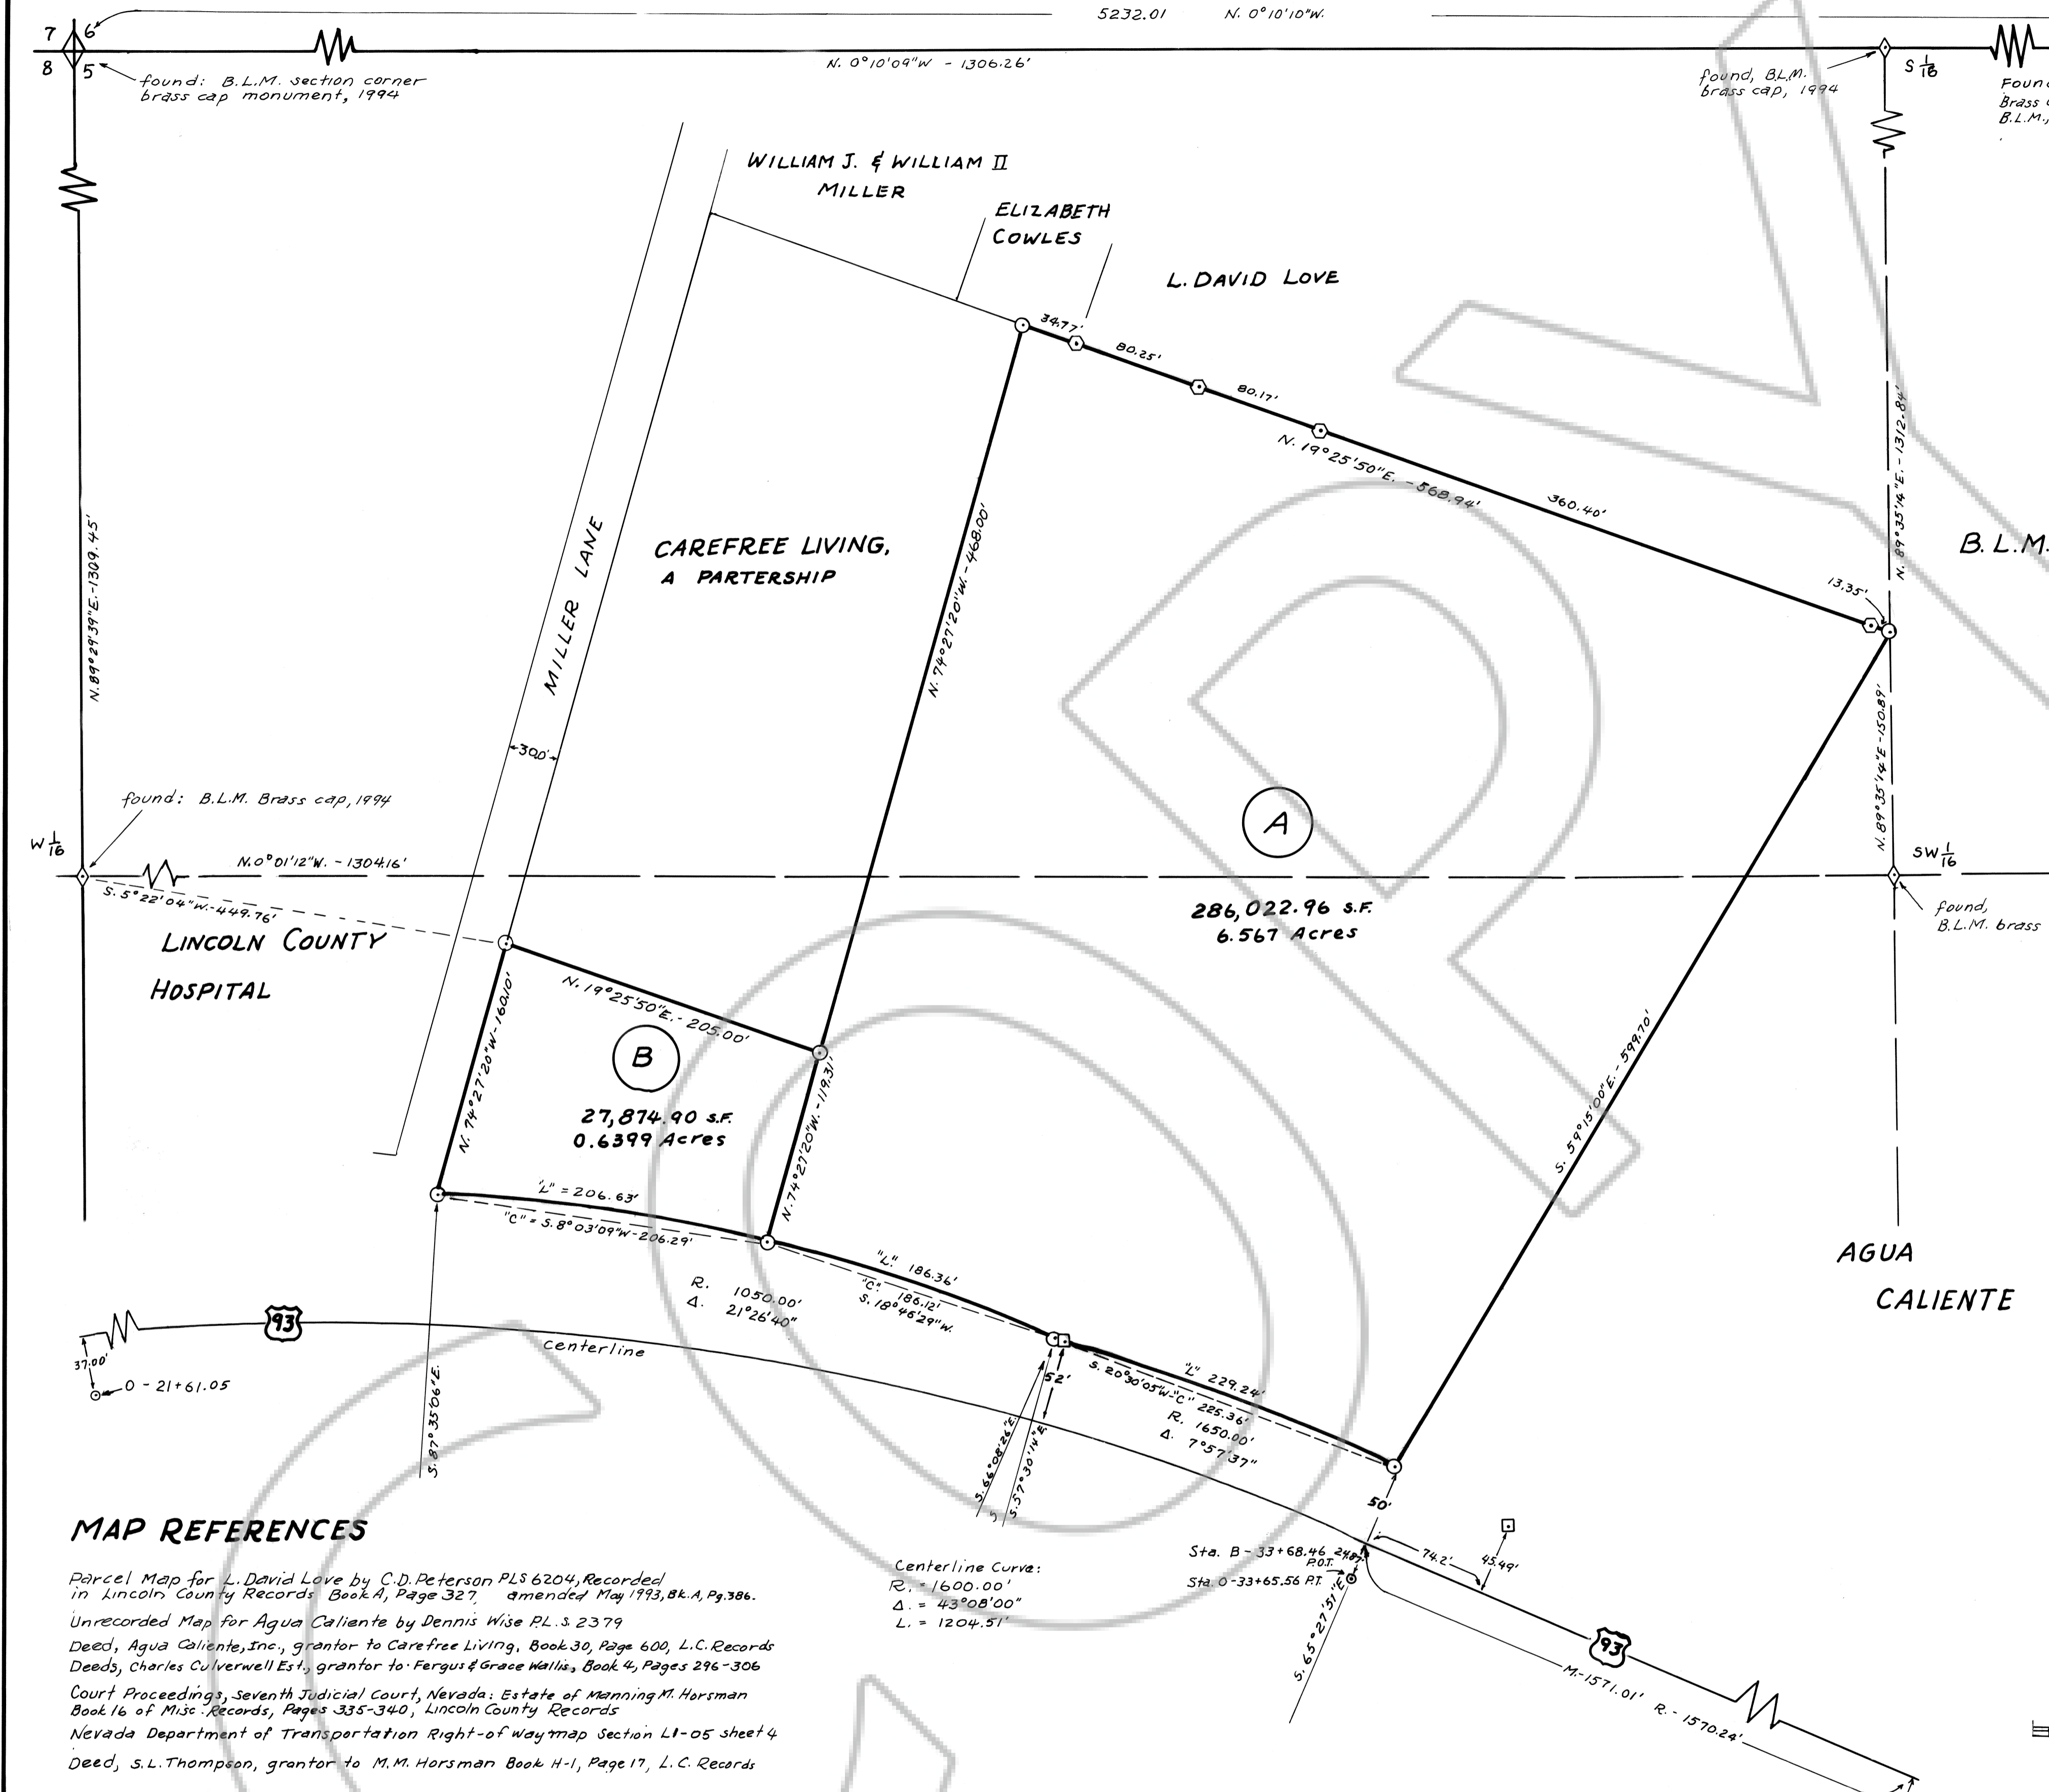 5232.01 N. 0°10'10"W.
7 6
8 5
N. 0°10'09"W - 1306.26'
found: B.L.M. section corner
brass cap monument, 1994
found, B.L.M.
brass cap, 1994
S 1/16
Brass
B.L.M.,
WILLIAM J. & WILLIAM II
MILLER
ELIZABETH
COWLES
L. DAVID LOVE
34.77'
80.25'
80.17'
N. 19°25'50"E. - 568.94'
360.40'
13.35'
N. 89°35'14"E. - 1312.84'
B.L.M.
N. 89°29'39"E. - 1309.45'
MILLER LANE
CAREFREE LIVING,
A PARTERSHIP
N. 74°27'20"W. - 468.00'
30.0'
N. 89°35'14"E - 150.89'
found: B.L.M. Brass cap, 1994
A
W 1/16
N. 0°01'12"W. - 1304.16'
SW 1/16
S. 5°22'04"W. - 449.76'
286,022.96 S.F.
6.567 Acres
found,
B.L.M. brass
LINCOLN COUNTY
HOSPITAL
N. 19°25'50"E. - 205.00'
N. 74°27'20"W - 160.10'
B
27,874.90 S.F.
0.6399 Acres
N. 74°27'20"W. - 119.31'
S. 59°15'00"E. - 599.70'
"L" = 206.63'
"C" = S. 8°03'09"W - 206.29'
"L" 186.36'
"C" 186.12'
S. 18°46'29"W.
R. 1050.00'
Δ. 21°26'40"
AGUA
CALIENTE
93
Centerline
37.00'
O - 21+61.05
S. 87°35'06"E.
52'
S. 20°30'05"W - "C" 225.36'
"L" 229.24'
R. 1650.00'
Δ. 7°57'37"
S. 66°08'26"E.
S. 57°30'14"E.
50'
MAP REFERENCES
Parcel Map for L. David Love by C.D. Peterson PLS 6204, Recorded
in Lincoln County Records Book A, Page 327, amended May 1993, Bk. A, Pg. 386.
Unrecorded Map for Agua Caliente by Dennis Wise P.L.S. 2379
Deed, Agua Caliente, Inc., grantor to Carefree Living, Book 30, Page 600, L.C. Records
Deeds, Charles Culverwell Est., grantor to Fergus & Grace Wallis, Book 4, Pages 296-306
Court Proceedings, Seventh Judicial Court, Nevada: Estate of Manning M. Horsman
Book 16 of Misc. Records, Pages 335-340, Lincoln County Records
Nevada Department of Transportation Right-of Way map Section L1-05 sheet 4
Deed, S.L. Thompson, grantor to M.M. Horsman Book H-1, Page 17, L.C. Records
Centerline Curve:
R. = 1600.00'
Δ. = 43°08'00"
L. = 1204.51'
Sta. B - 33+68.46
P.O.T.
Sta. O - 33+65.56 P.T.
S. 65°27'51"E
74.2'
45.49'
93
M. - 1571.01' R. - 1570.24'